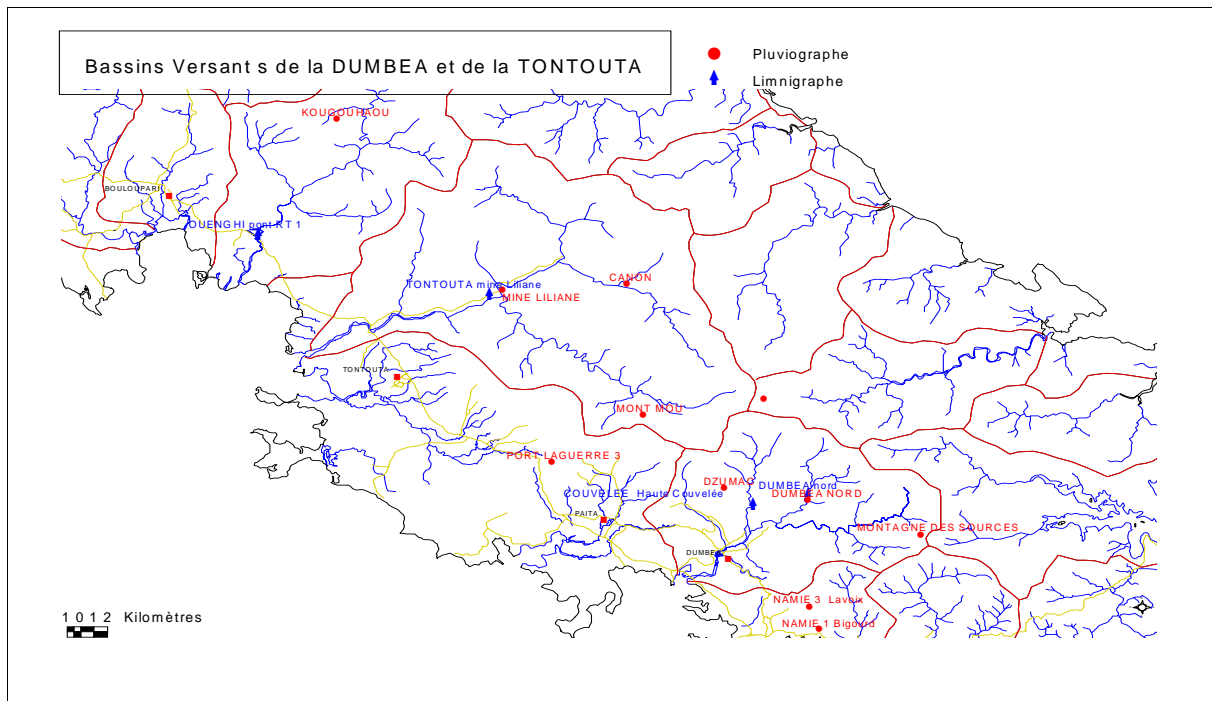 Bassins Versants de la DUMBEA et de la TONTOUTA
Pluviographe
Limnigraphe
KOUGOUHAOU
BOULOUPARI
OUENGHI pont RT 1
TONTOUTA mine Liliane
CANON
MINE LILIANE
TONTOUTA
MONT MOU
PORT LAGUERRE 3
DZUMAC
DUMBEA nord
COUVELEE Haute Couvelée
DUMBEA NORD
PAITA
MONTAGNE DES SOURCES
DUMBEA
NAMIE 3 Lavoix
1 0 1 2 Kilomètres
NAMIE 1 Bigourd